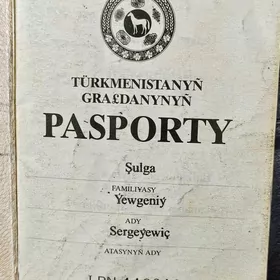 TÜRKMENISTANYŇ
GRA£DANYNYŇ
PASPORTY
Şulga
FAMILIÝASY
Ýewgeniý
ADY
Sergeýewiç
ATASYNYŇ ADY